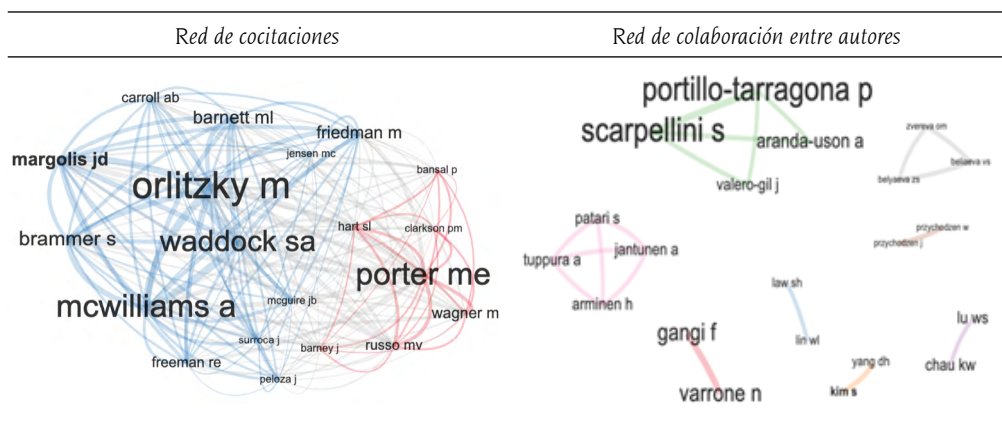 Red de cocitaciones
Red de colaboración entre autores
carroll ab
barnett ml
friedman m
jensen mc
margolis jd
bansal p
orlitzky m
hart sl
clarkson pm
brammer s
waddock sa
porter me
mcwilliams a
mcguire jb
wagner m
surroca j
barney j
russo mv
freeman re
peloza j
portillo-tarragona p
scarpellini s
aranda-uson a
valero-gil j
zvereva om
beliaeva vs
belyaeva zs
patari s
jantunen a
tuppura a
arminen h
przychodzen w
przychodzen j
law sh
lin wl
gangi f
varrone n
lu ws
chau kw
yang dh
kim s